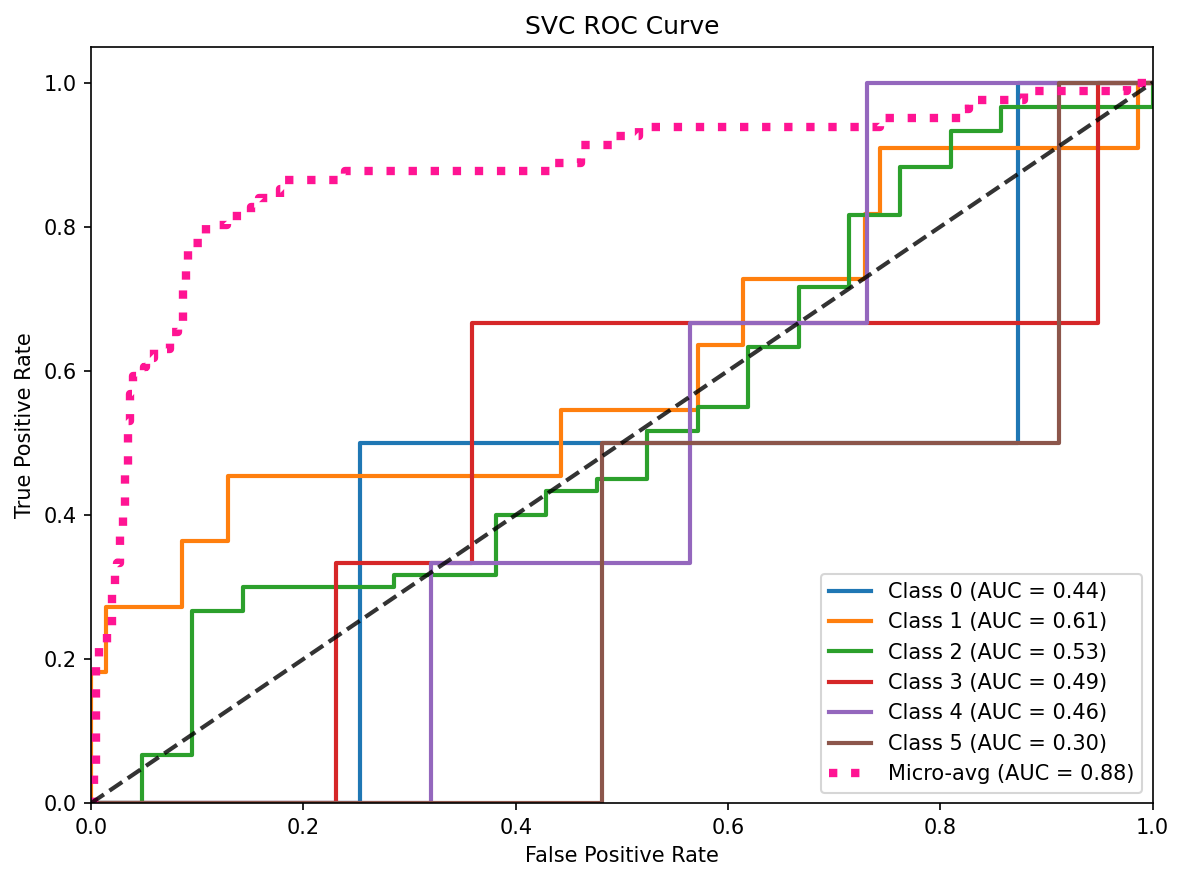 SVC ROC Curve
True Positive Rate
1.0
0.8
0.6
0.4
0.2
0.0
0.0 0.2 0.4 0.6 0.8 1.0
False Positive Rate
Class 0 (AUC = 0.44)
Class 1 (AUC = 0.61)
Class 2 (AUC = 0.53)
Class 3 (AUC = 0.49)
Class 4 (AUC = 0.46)
Class 5 (AUC = 0.30)
Micro-avg (AUC = 0.88)